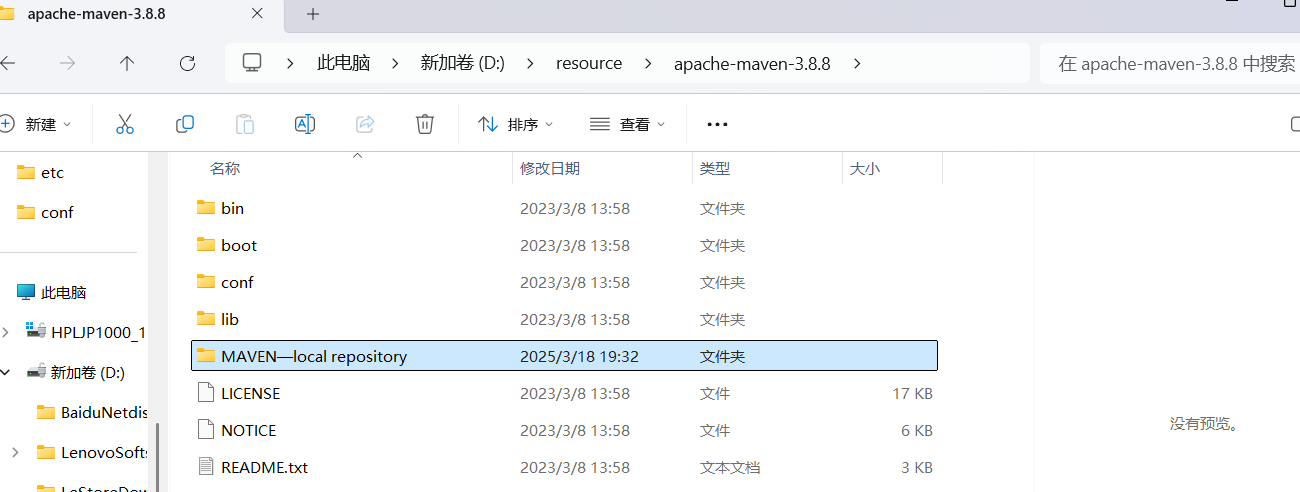 apache-maven-3.8.8
此电脑 新加卷 (D:) resource apache-maven-3.8.8
在 apache-maven-3.8.8 中搜索
新建 排序 查看
etc
conf
此电脑
HPLJP1000_1
新加卷 (D:)
BaiduNetdis
LenovoSofts
LeStoreDow
名称 修改日期 类型 大小
bin 2023/3/8 13:58 文件夹
boot 2023/3/8 13:58 文件夹
conf 2023/3/8 13:58 文件夹
lib 2023/3/8 13:58 文件夹
MAVEN—local repository 2025/3/18 19:32 文件夹
LICENSE 2023/3/8 13:58 文件 17 KB
NOTICE 2023/3/8 13:58 文件 6 KB
README.txt 2023/3/8 13:58 文本文档 3 KB
没有预览。